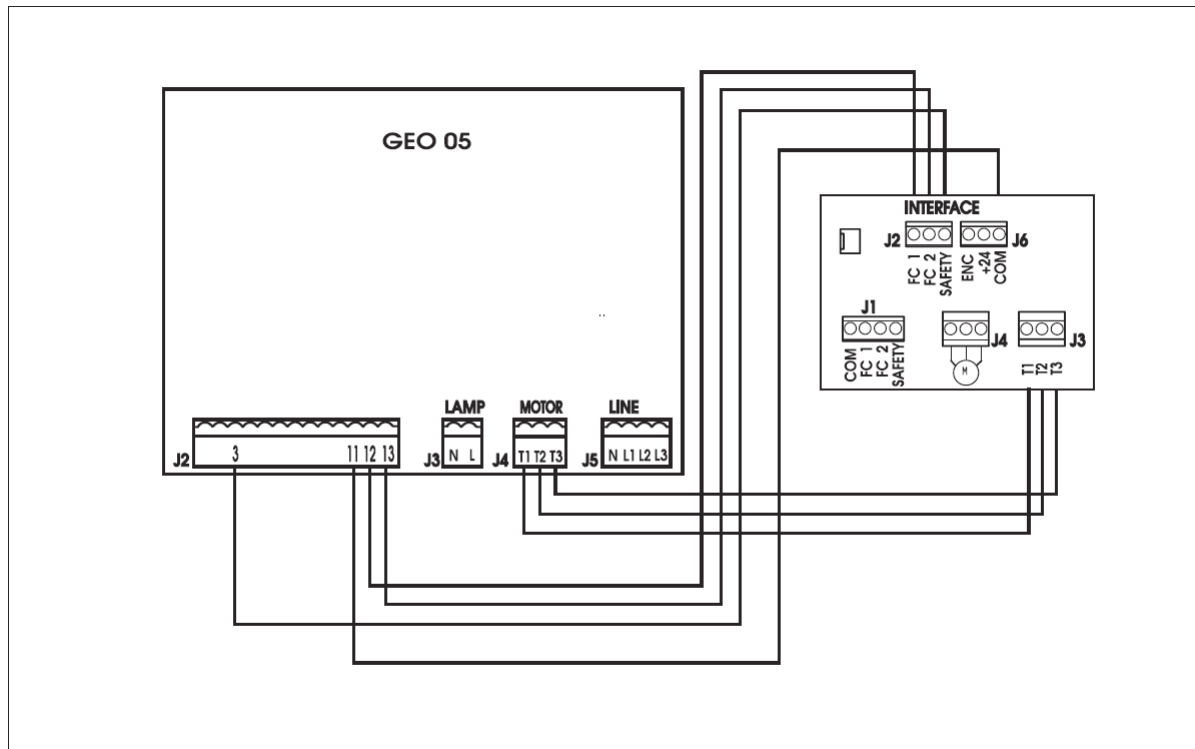 GEO 05
INTERFACE
J2
J6
FC 1
FC 2
SAFETY
ENC
+24
COM
J1
COM
FC 1
FC 2
SAFETY
J4
M
J3
T1
T2
T3
LAMP
MOTOR
LINE
J2
3
11 12 13
J3
N L
J4
T1 T2 T3
J5
N L1 L2 L3